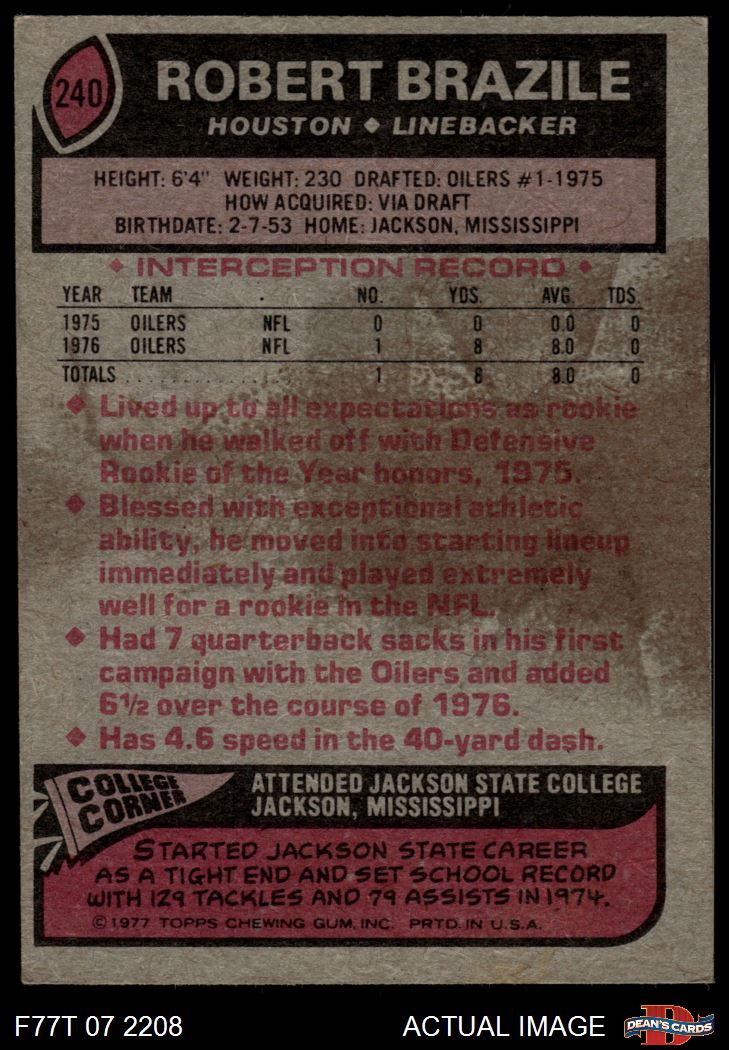 240
ROBERT BRAZILE
HOUSTON ◆ LINEBACKER
HEIGHT: 6'4" WEIGHT: 230 DRAFTED: OILERS #1-1975
HOW ACQUIRED: VIA DRAFT
BIRTHDATE: 2-7-53 HOME: JACKSON, MISSISSIPPI
◆ INTERCEPTION RECORD ◆
YEAR TEAM NO. YDS. AVG. TDS.
1975 OILERS NFL 0 0 0.0 0
1976 OILERS NFL 1 8 8.0 0
TOTALS . . . . . . . . . . . . . . . . . . 1 8 8.0 0
◆ Lived up to all expectations as rookie
when he walked off with Defensive
Rookie of the Year honors, 1975.
◆ Blessed with exceptional athletic
ability, he moved into starting lineup
immediately and played extremely
well for a rookie in the NFL.
◆ Had 7 quarterback sacks in his first
campaign with the Oilers and added
6½ over the course of 1976.
◆ Has 4.6 speed in the 40-yard dash.
COLLEGE
CORNER
ATTENDED JACKSON STATE COLLEGE
JACKSON, MISSISSIPPI
STARTED JACKSON STATE CAREER
AS A TIGHT END AND SET SCHOOL RECORD
WITH 129 TACKLES AND 79 ASSISTS IN 1974.
© 1977 TOPPS CHEWING GUM, INC. PRTD. IN U.S.A.
F77T 07 2208
ACTUAL IMAGE
DEAN'S CARDS